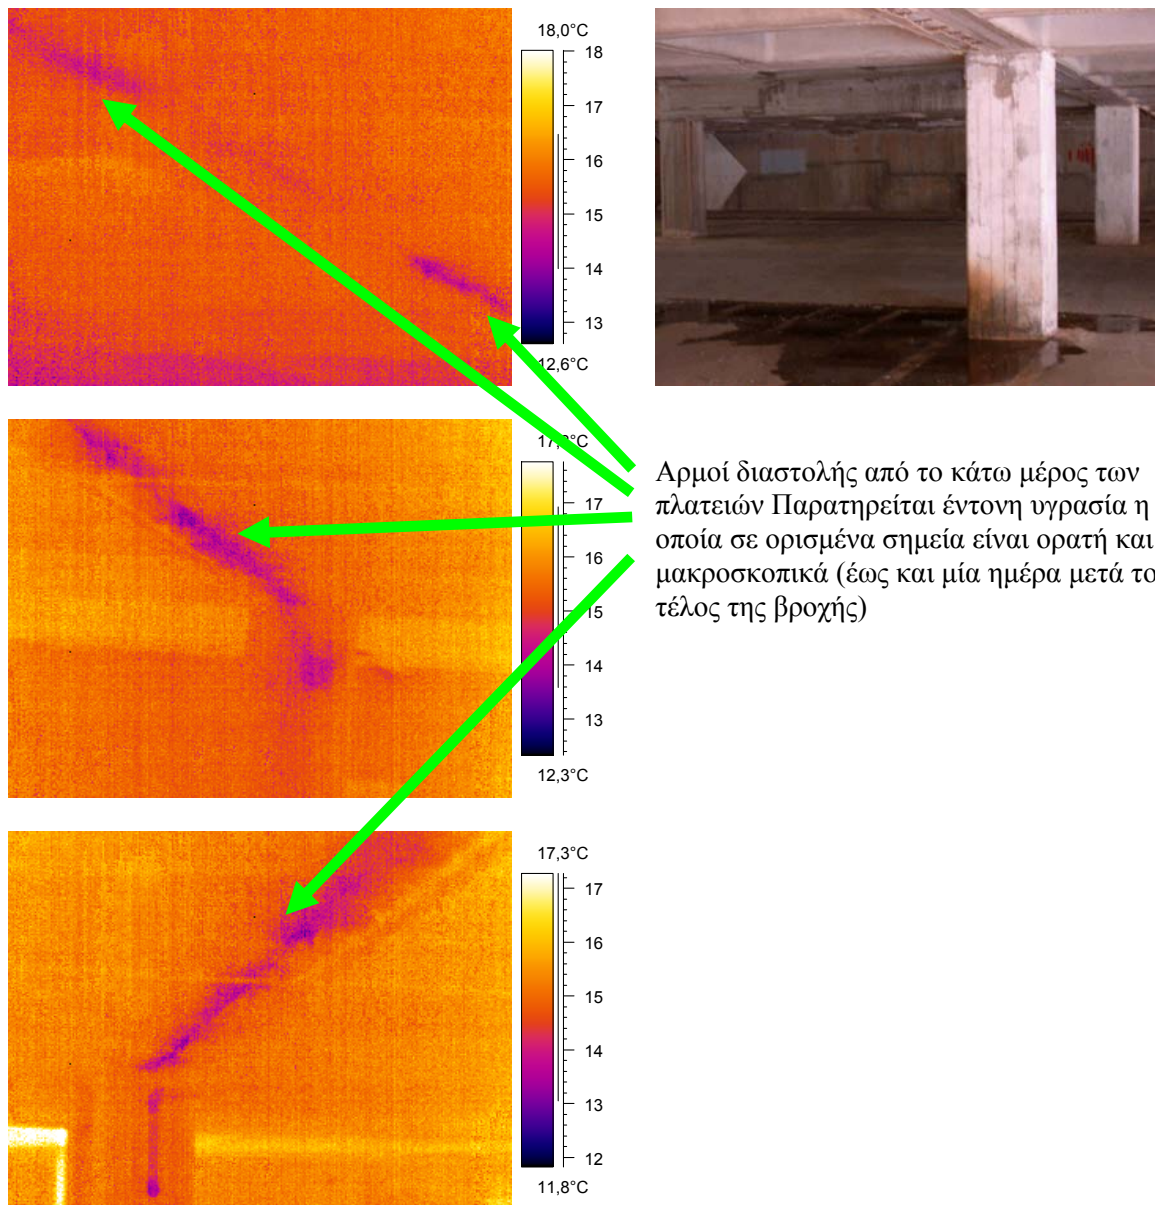 18,0°C
18
17
16
15
14
13
12,6°C
17
16
15
14
13
12,3°C
17,3°C
17
16
15
14
13
12
11,8°C
Αρμοί διαστολής από το κάτω μέρος των
πλατειών Παρατηρείται έντονη υγρασία η
οποία σε ορισμένα σημεία είναι ορατή και
μακροσκοπικά (έως και μία ημέρα μετά το
τέλος της βροχής)